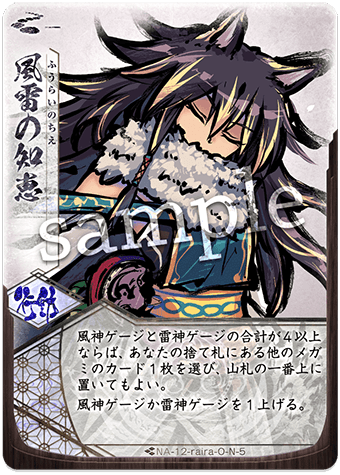 風雷の知恵
ふうらいのちえ
sample
行動
風神ゲージと雷神ゲージの合計が4以上
ならば、あなたの捨て札にある他のメガ
ミのカード1枚を選び、山札の一番上に
置いてもよい。
風神ゲージか雷神ゲージを1上げる。
NA-12-raira-O-N-5